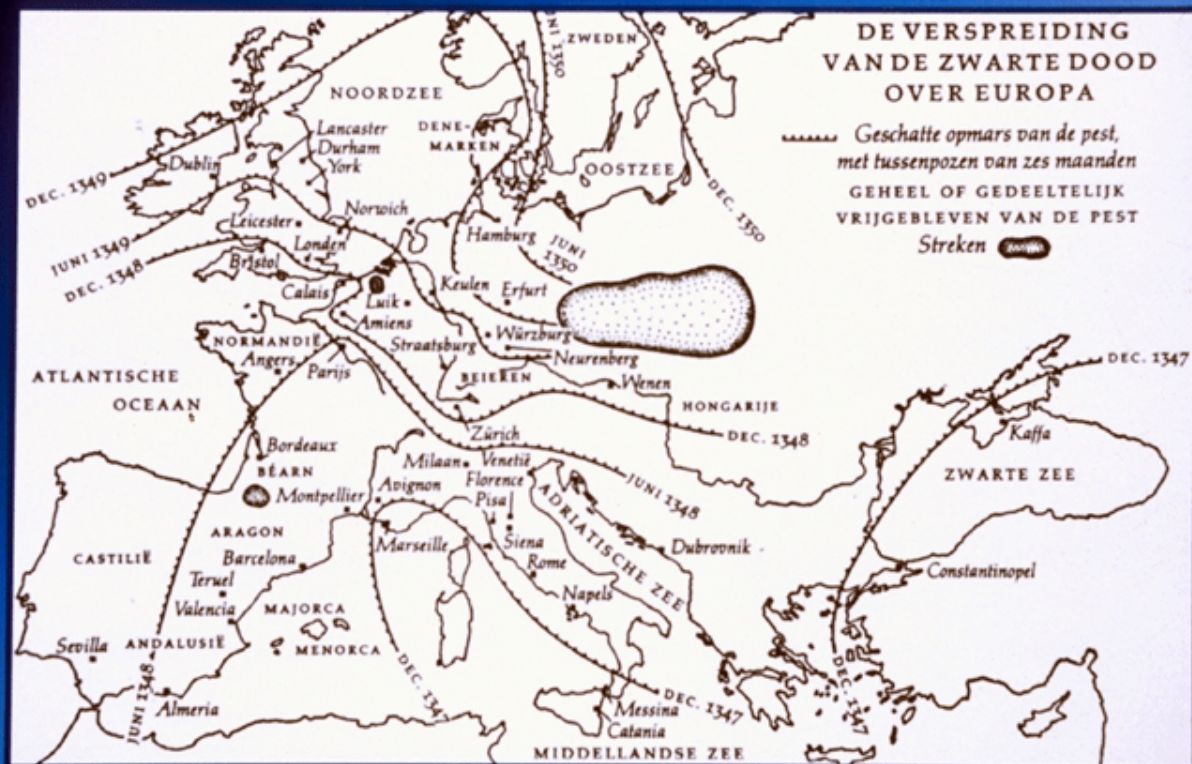 DE VERSPREIDING
VAN DE ZWARTE DOOD
OVER EUROPA
Geschatte opmars van de pest,
met tussenpozen van zes maanden
GEHEEL OF GEDEELTELIJK
VRIJGEBLEVEN VAN DE PEST
Streken
JUNI 1350
ZWEDEN
NOORDZEE
DENE-
MARKEN
OOSTZEE
DEC. 1350
Lancaster
Durham
York
Dublin
DEC. 1349
Norwich
Leicester
Londen
Hamburg
JUNI
1350
JUNI 1349
DEC. 1348
Bristol
Calais
Keulen
Erfurt
Luik
Amiens
NORMANDIË
Straatsburg
Würzburg
Neurenberg
Angers
Parijs
BEIEREN
Wenen
DEC. 1347
ATLANTISCHE
OCEAAN
HONGARIJE
DEC. 1348
Kaffa
Zürich
Bordeaux
BÉARN
Milaan
Venetië
JUNI 1348
ZWARTE ZEE
Montpellier
Avignon
Florence
Pisa
ADRIATISCHE ZEE
ARAGON
Marseille
Siena
Dubrovnik
CASTILIË
Barcelona
Rome
Constantinopel
Teruel
Valencia
Napels
MAJORCA
MENORCA
Sevilla
ANDALUSIË
JUNI 1348
Almeria
DEC. 1347
DEC. 1347
Messina
Catania
DEC. 1347
MIDDELLANDSE ZEE